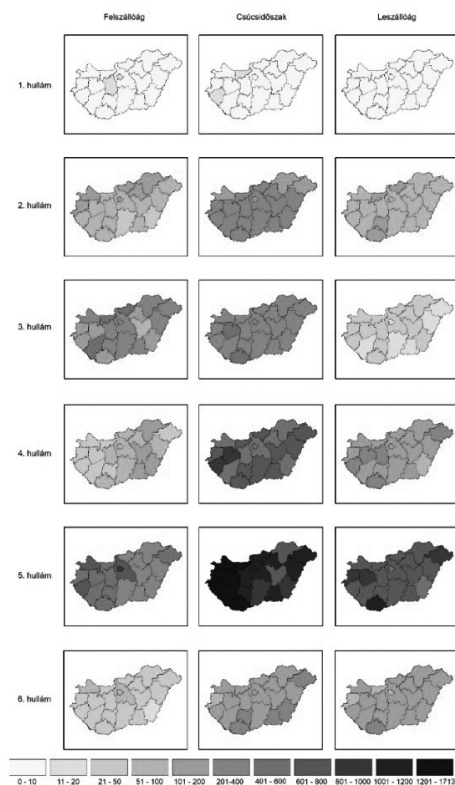 Felszállóág Csúcsidőszak Leszállóág
1. hullám
2. hullám
3. hullám
4. hullám
5. hullám
6. hullám
0 - 10 11 - 20 21 - 50 51 - 100 101 - 200 201-400 401 - 600 601 - 800 801 - 1000 1001 - 1200 1201 - 1713